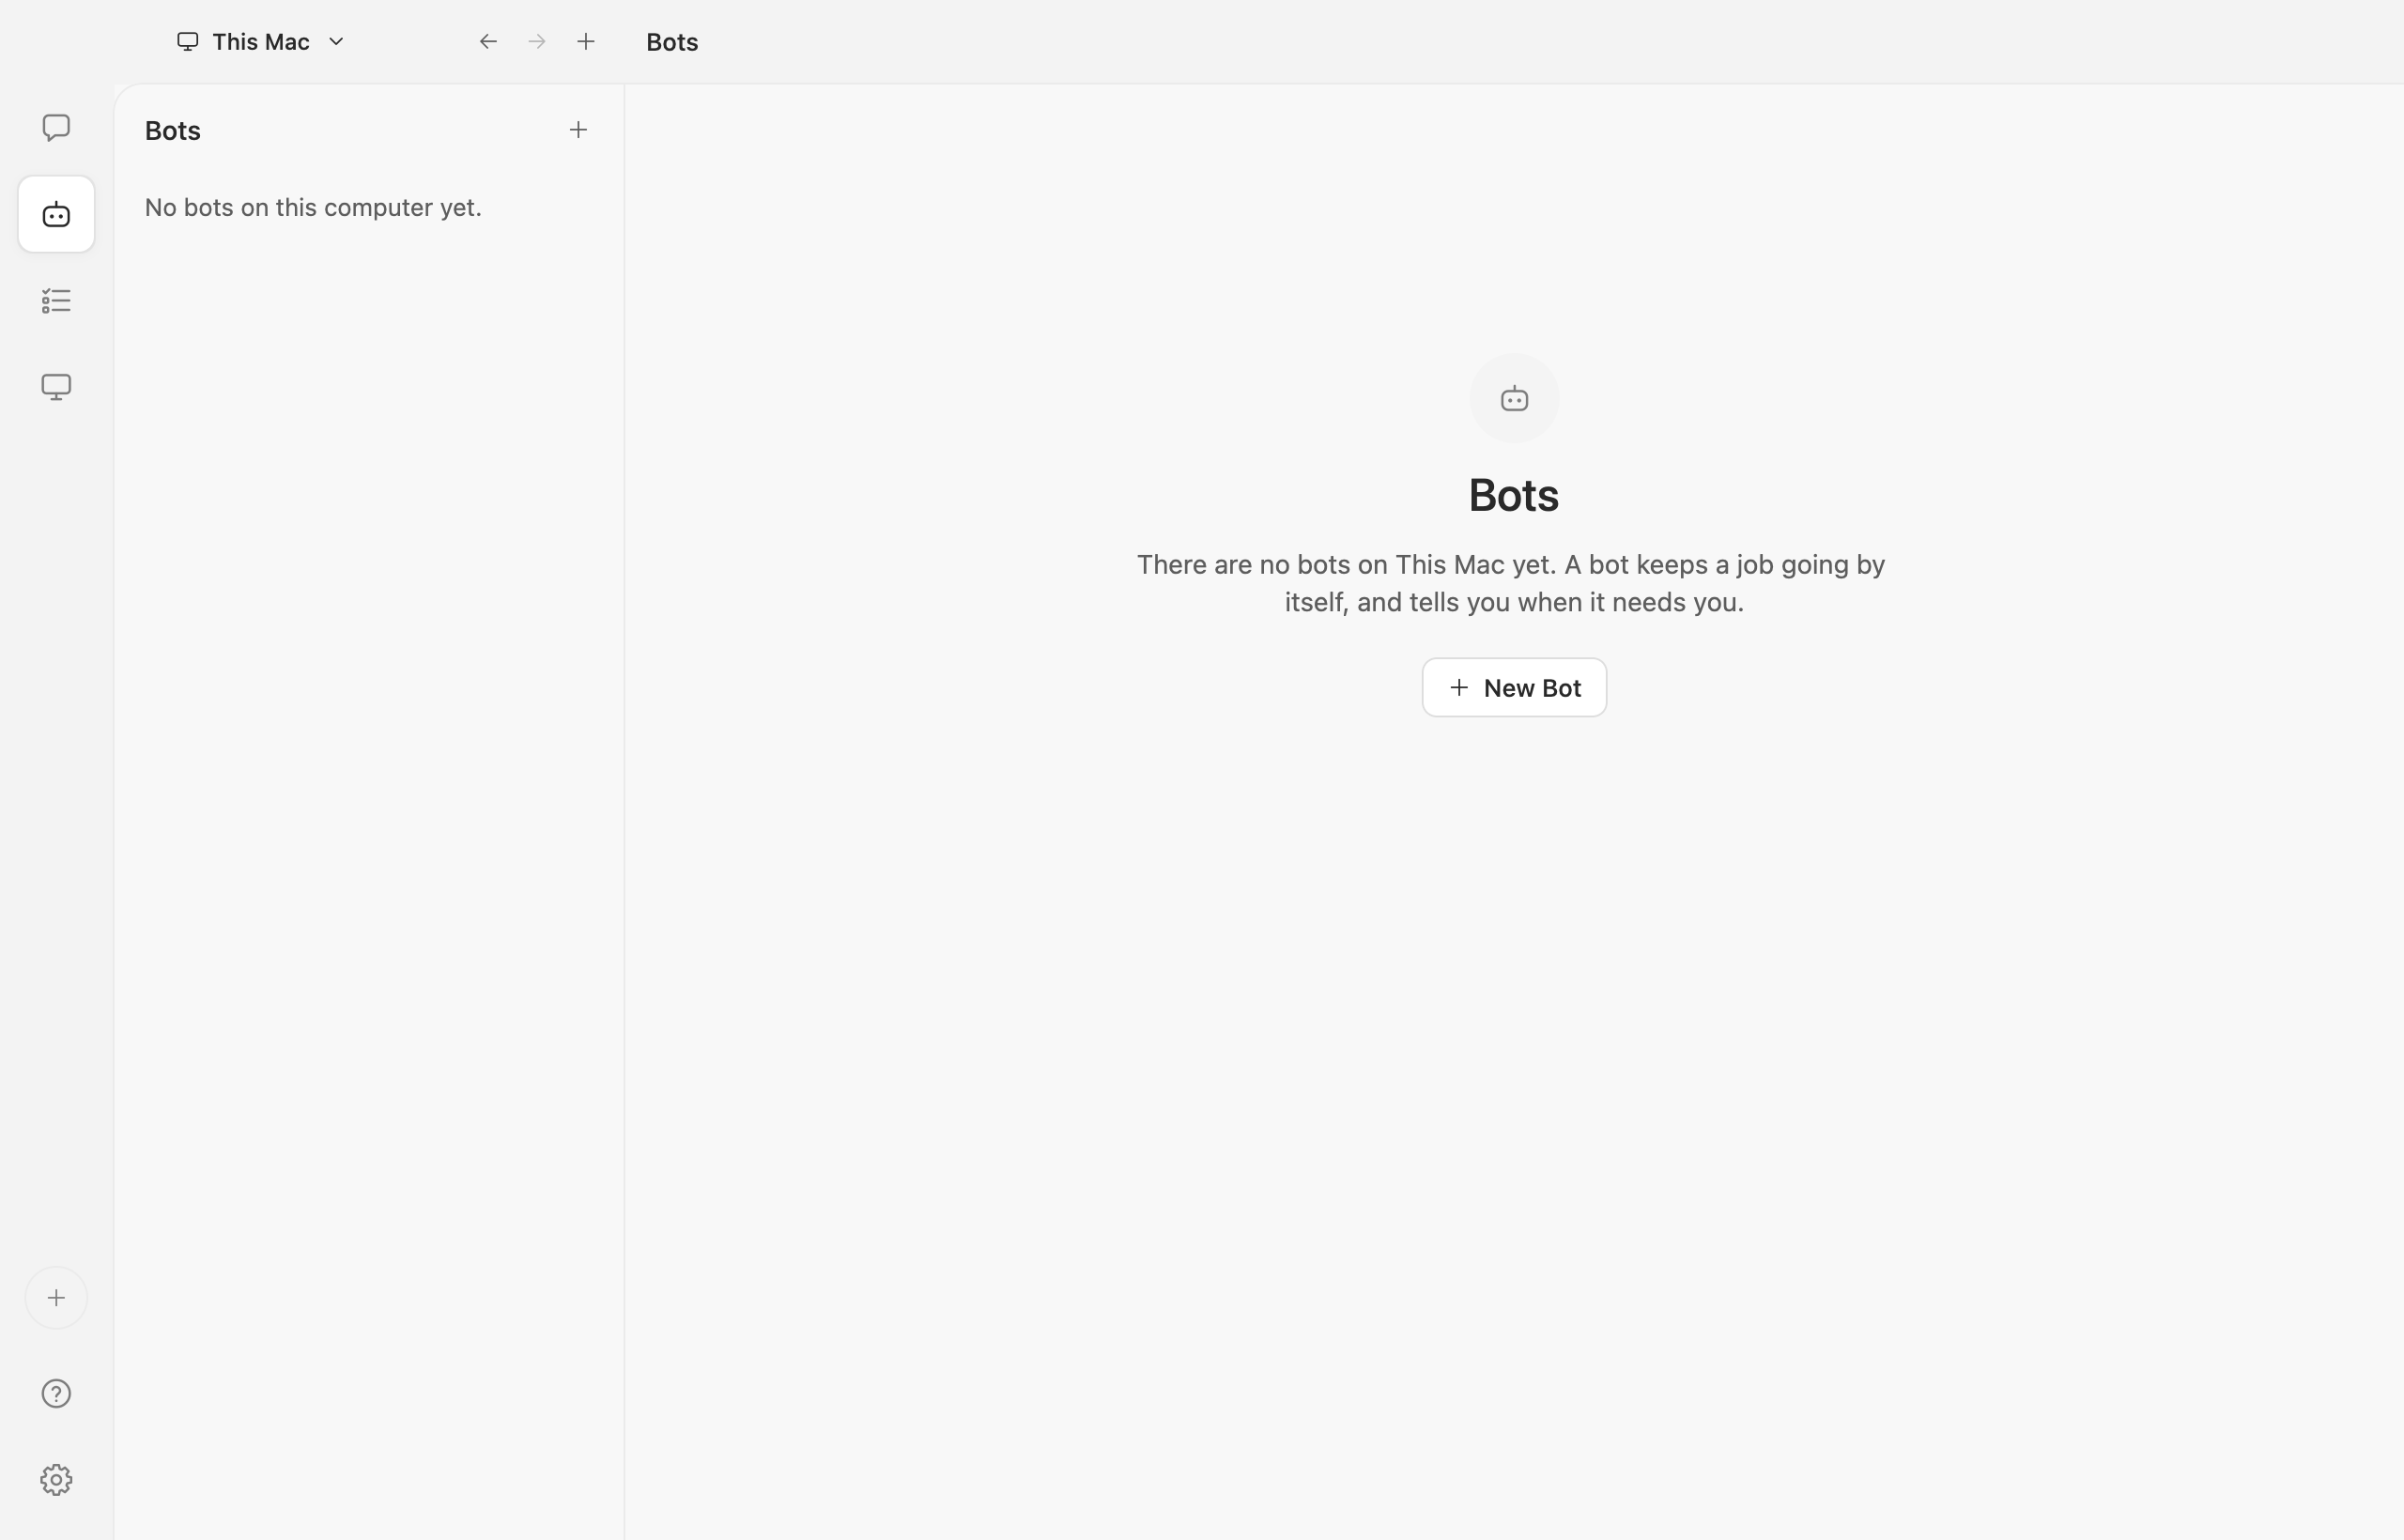 This Mac
Bots
Bots
No bots on this computer yet.
Bots
There are no bots on This Mac yet. A bot keeps a job going by
itself, and tells you when it needs you.
New Bot